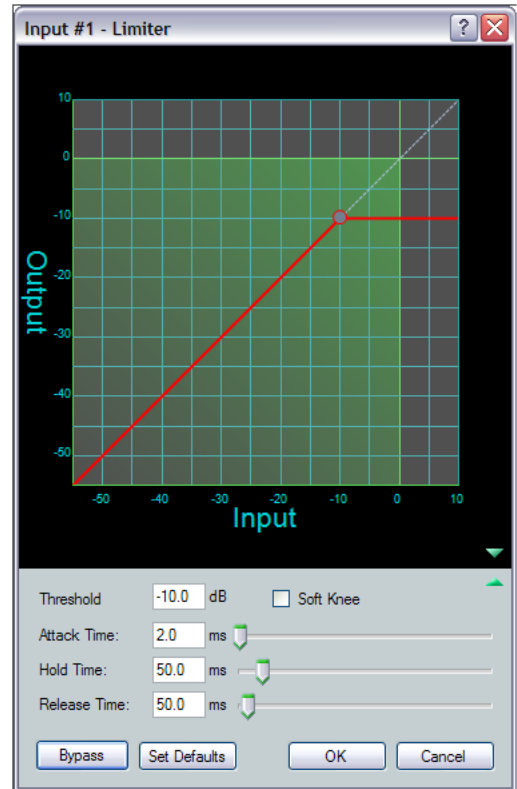 Input #1 - Limiter
?
10
0
-10
-20
-30
-40
-50
Output
-50 -40 -30 -20 -10 0 10
Input
Threshold -10.0 dB Soft Knee
Attack Time: 2.0 ms
Hold Time: 50.0 ms
Release Time: 50.0 ms
Bypass Set Defaults OK Cancel